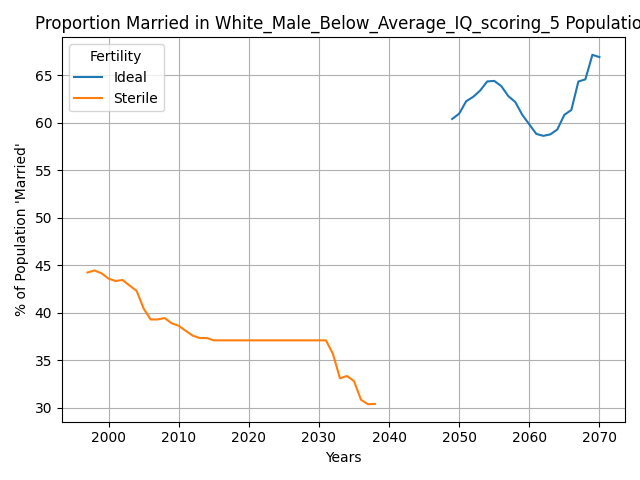 Proportion Married in White_Male_Below_Average_IQ_scoring_5 Populatio
Fertility
Ideal
Sterile
65
60
55
50
45
40
35
30
% of Population 'Married'
2000 2010 2020 2030 2040 2050 2060 2070
Years